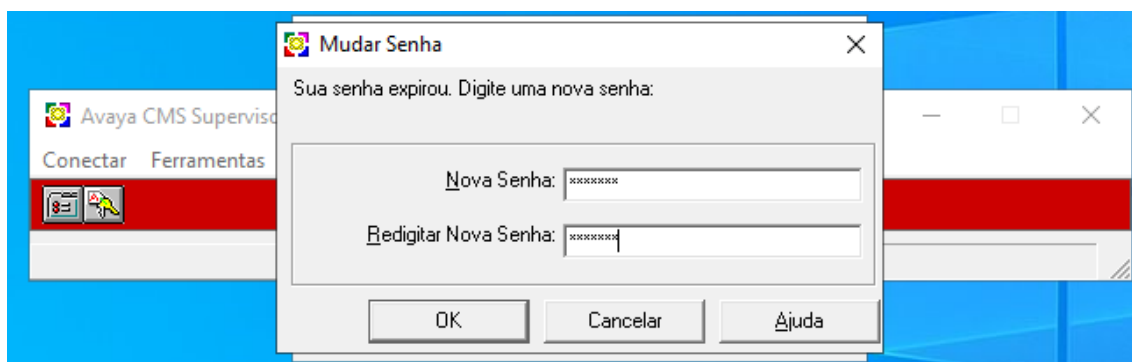 Mudar Senha
Sua senha expirou. Digite uma nova senha:
Avaya CMS Superviso
Conectar Ferramentas
Nova Senha: *******
Redigitar Nova Senha: *******
OK Cancelar Ajuda